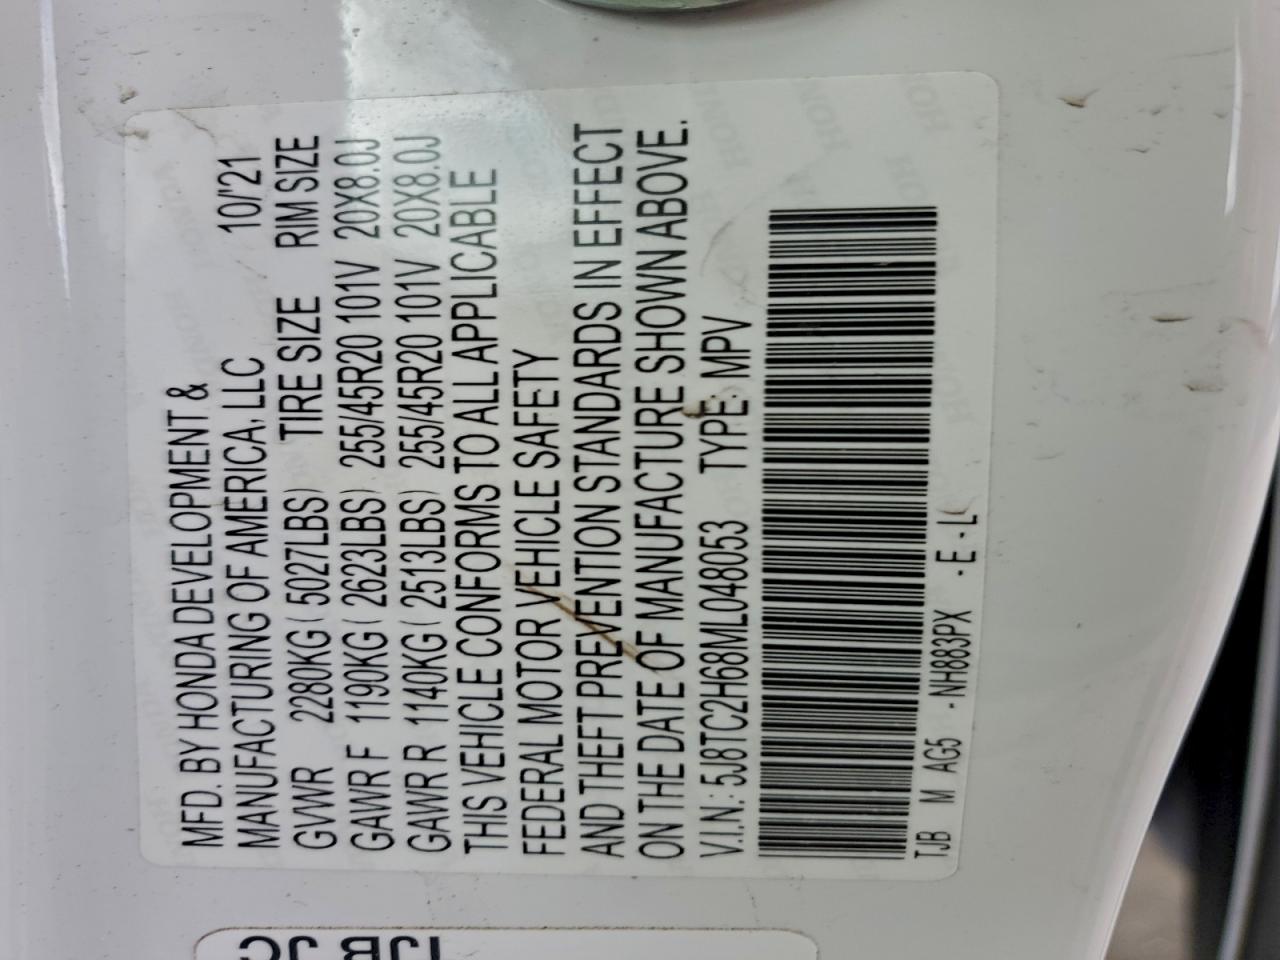 MFD. BY HONDA DEVELOPMENT &
MANUFACTURING OF AMERICA, LLC 10/'21
GVWR 2280KG ( 5027LBS) TIRE SIZE RIM SIZE
GAWR F 1190KG ( 2623LBS) 255/45R20 101V 20X8.0J
GAWR R 1140KG ( 2513LBS) 255/45R20 101V 20X8.0J
THIS VEHICLE CONFORMS TO ALL APPLICABLE
FEDERAL MOTOR VEHICLE SAFETY
AND THEFT PREVENTION STANDARDS IN EFFECT
ON THE DATE OF MANUFACTURE SHOWN ABOVE.
V.I.N.: 5J8TC2H68ML048053 TYPE: MPV
TJB M AG5 - NH883PX - E - L